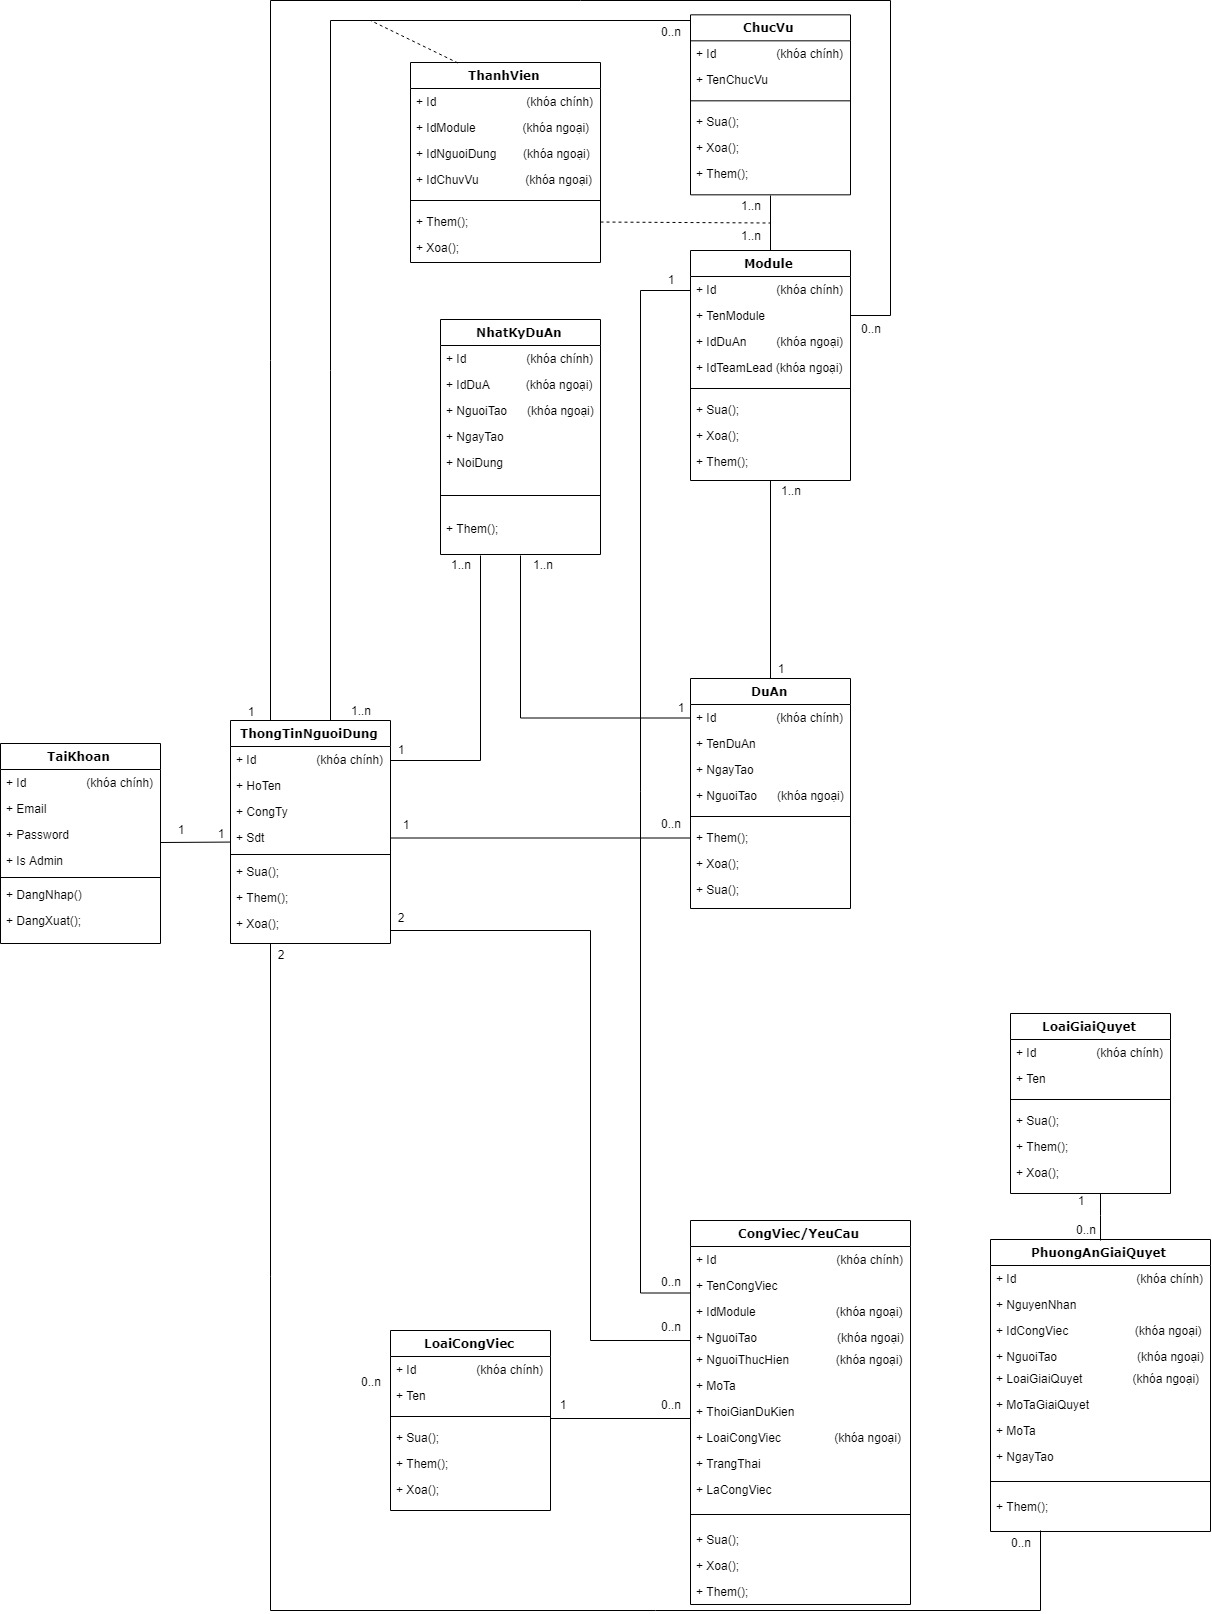 ChucVu
+ Id (khóa chính)
+ TenChucVu
+ Sua();
+ Xoa();
+ Them();
0..n
1..n
ThanhVien
+ Id (khóa chính)
+ IdModule (khóa ngoại)
+ IdNguoiDung (khóa ngoại)
+ IdChuvVu (khóa ngoại)
+ Them();
+ Xoa();
1..n
1
0..n
Module
+ Id (khóa chính)
+ TenModule
+ IdDuAn (khóa ngoại)
+ IdTeamLead (khóa ngoại)
+ Sua();
+ Xoa();
+ Them();
1..n
NhatKyDuAn
+ Id (khóa chính)
+ IdDuA (khóa ngoại)
+ NguoiTao (khóa ngoại)
+ NgayTao
+ NoiDung
+ Them();
1..n
1..n
1
1
DuAn
+ Id (khóa chính)
+ TenDuAn
+ NgayTao
+ NguoiTao (khóa ngoại)
+ Them();
+ Xoa();
+ Sua();
0..n
1
1..n
1
1
2
2
ThongTinNguoiDung
+ Id (khóa chính)
+ HoTen
+ CongTy
+ Sdt
+ Sua();
+ Them();
+ Xoa();
1
1
TaiKhoan
+ Id (khóa chính)
+ Email
+ Password
+ Is Admin
+ DangNhap()
+ DangXuat();
LoaiGiaiQuyet
+ Id (khóa chính)
+ Ten
+ Sua();
+ Them();
+ Xoa();
1
0..n
PhuongAnGiaiQuyet
+ Id (khóa chính)
+ NguyenNhan
+ IdCongViec (khóa ngoại)
+ NguoiTao (khóa ngoại)
+ LoaiGiaiQuyet (khóa ngoại)
+ MoTaGiaiQuyet
+ MoTa
+ NgayTao
+ Them();
0..n
CongViec/YeuCau
+ Id (khóa chính)
+ TenCongViec
+ IdModule (khóa ngoại)
+ NguoiTao (khóa ngoại)
+ NguoiThucHien (khóa ngoại)
+ MoTa
+ ThoiGianDuKien
+ LoaiCongViec (khóa ngoại)
+ TrangThai
+ LaCongViec
+ Sua();
+ Xoa();
+ Them();
0..n
0..n
0..n
1
LoaiCongViec
+ Id (khóa chính)
+ Ten
+ Sua();
+ Them();
+ Xoa();
0..n